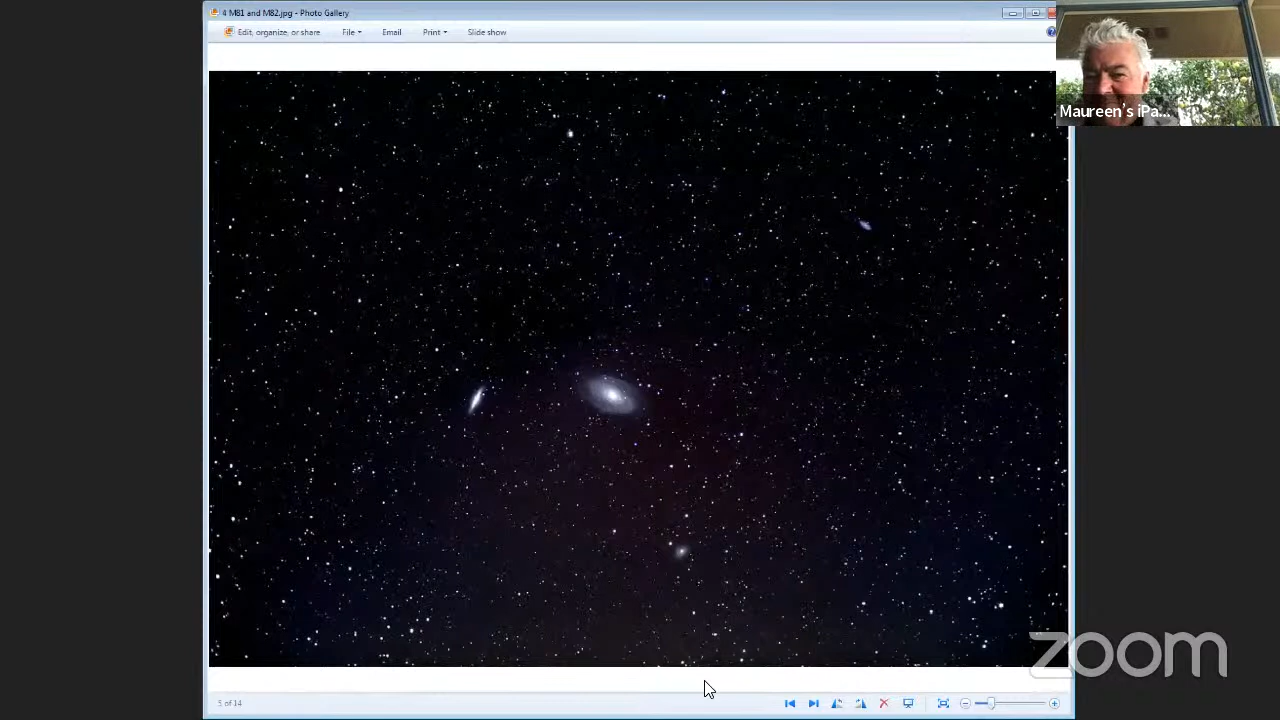 4 M81 and M82.jpg - Photo Gallery
Edit, organize, or share File Email Print Slide show
Maureen's iPa...
zoom
5 of 14